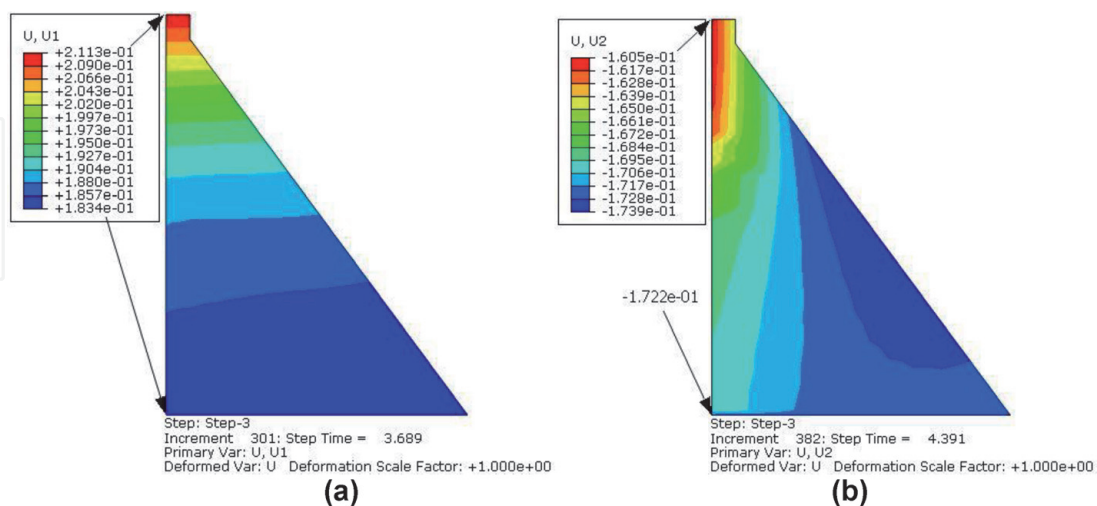 U, U1
+2.113e-01
+2.090e-01
+2.066e-01
+2.043e-01
+2.020e-01
+1.997e-01
+1.973e-01
+1.950e-01
+1.927e-01
+1.904e-01
+1.880e-01
+1.857e-01
+1.834e-01
Step: Step-3
Increment 301: Step Time = 3.689
Primary Var: U, U1
Deformed Var: U Deformation Scale Factor: +1.000e+00
(a)
U, U2
-1.605e-01
-1.617e-01
-1.628e-01
-1.639e-01
-1.650e-01
-1.661e-01
-1.672e-01
-1.684e-01
-1.695e-01
-1.706e-01
-1.717e-01
-1.728e-01
-1.739e-01
-1.722e-01
Step: Step-3
Increment 382: Step Time = 4.391
Primary Var: U, U2
Deformed Var: U Deformation Scale Factor: +1.000e+00
(b)